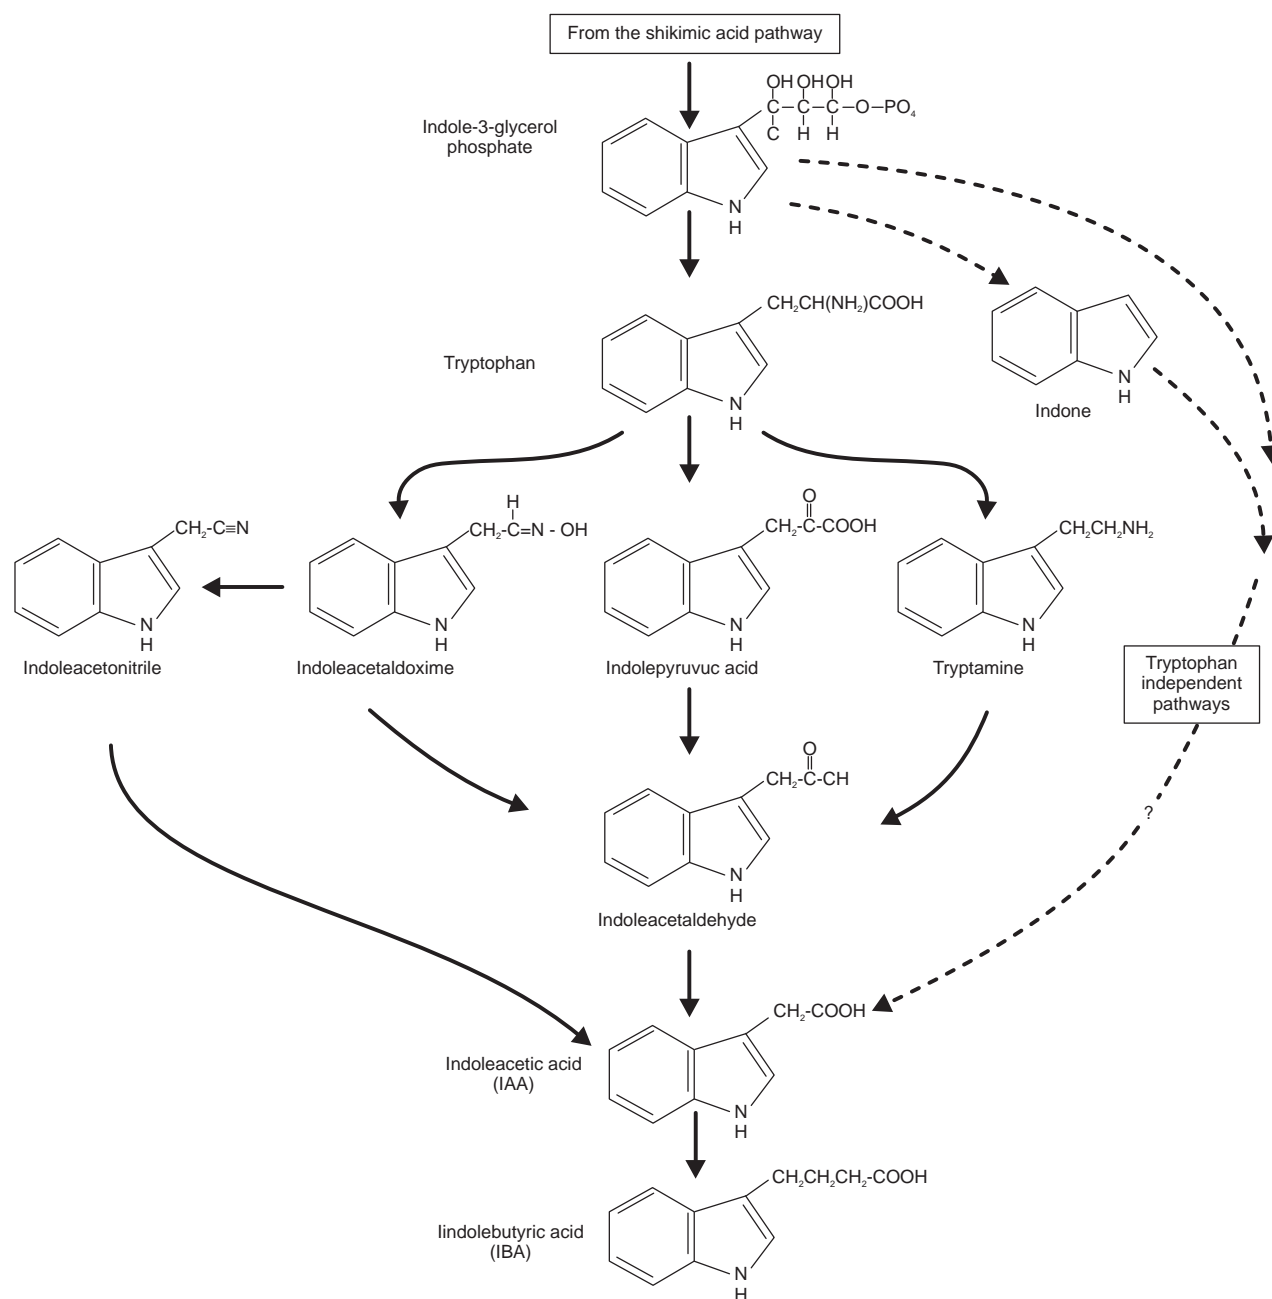 From the shikimic acid pathway
OH OH OH
C-C-C-O-PO₄
C H H
Indole-3-glycerol
phosphate
N
H
CH₂CH(NH₂)COOH
Tryptophan
N
H
N
H
Indone
CH₂-C≡N
N
H
Indoleacetonitrile
H
CH₂-C=N - OH
N
H
Indoleacetaldoxime
O
CH₂-C-COOH
N
H
Indolepyruvuc acid
CH₂CH₂NH₂
N
H
Tryptamine
Tryptophan
independent
pathways
?
O
CH₂-C-CH
N
H
Indoleacetaldehyde
CH₂-COOH
Indoleacetic acid
(IAA)
N
H
CH₂CH₂CH₂-COOH
Iindolebutyric acid
(IBA)
N
H